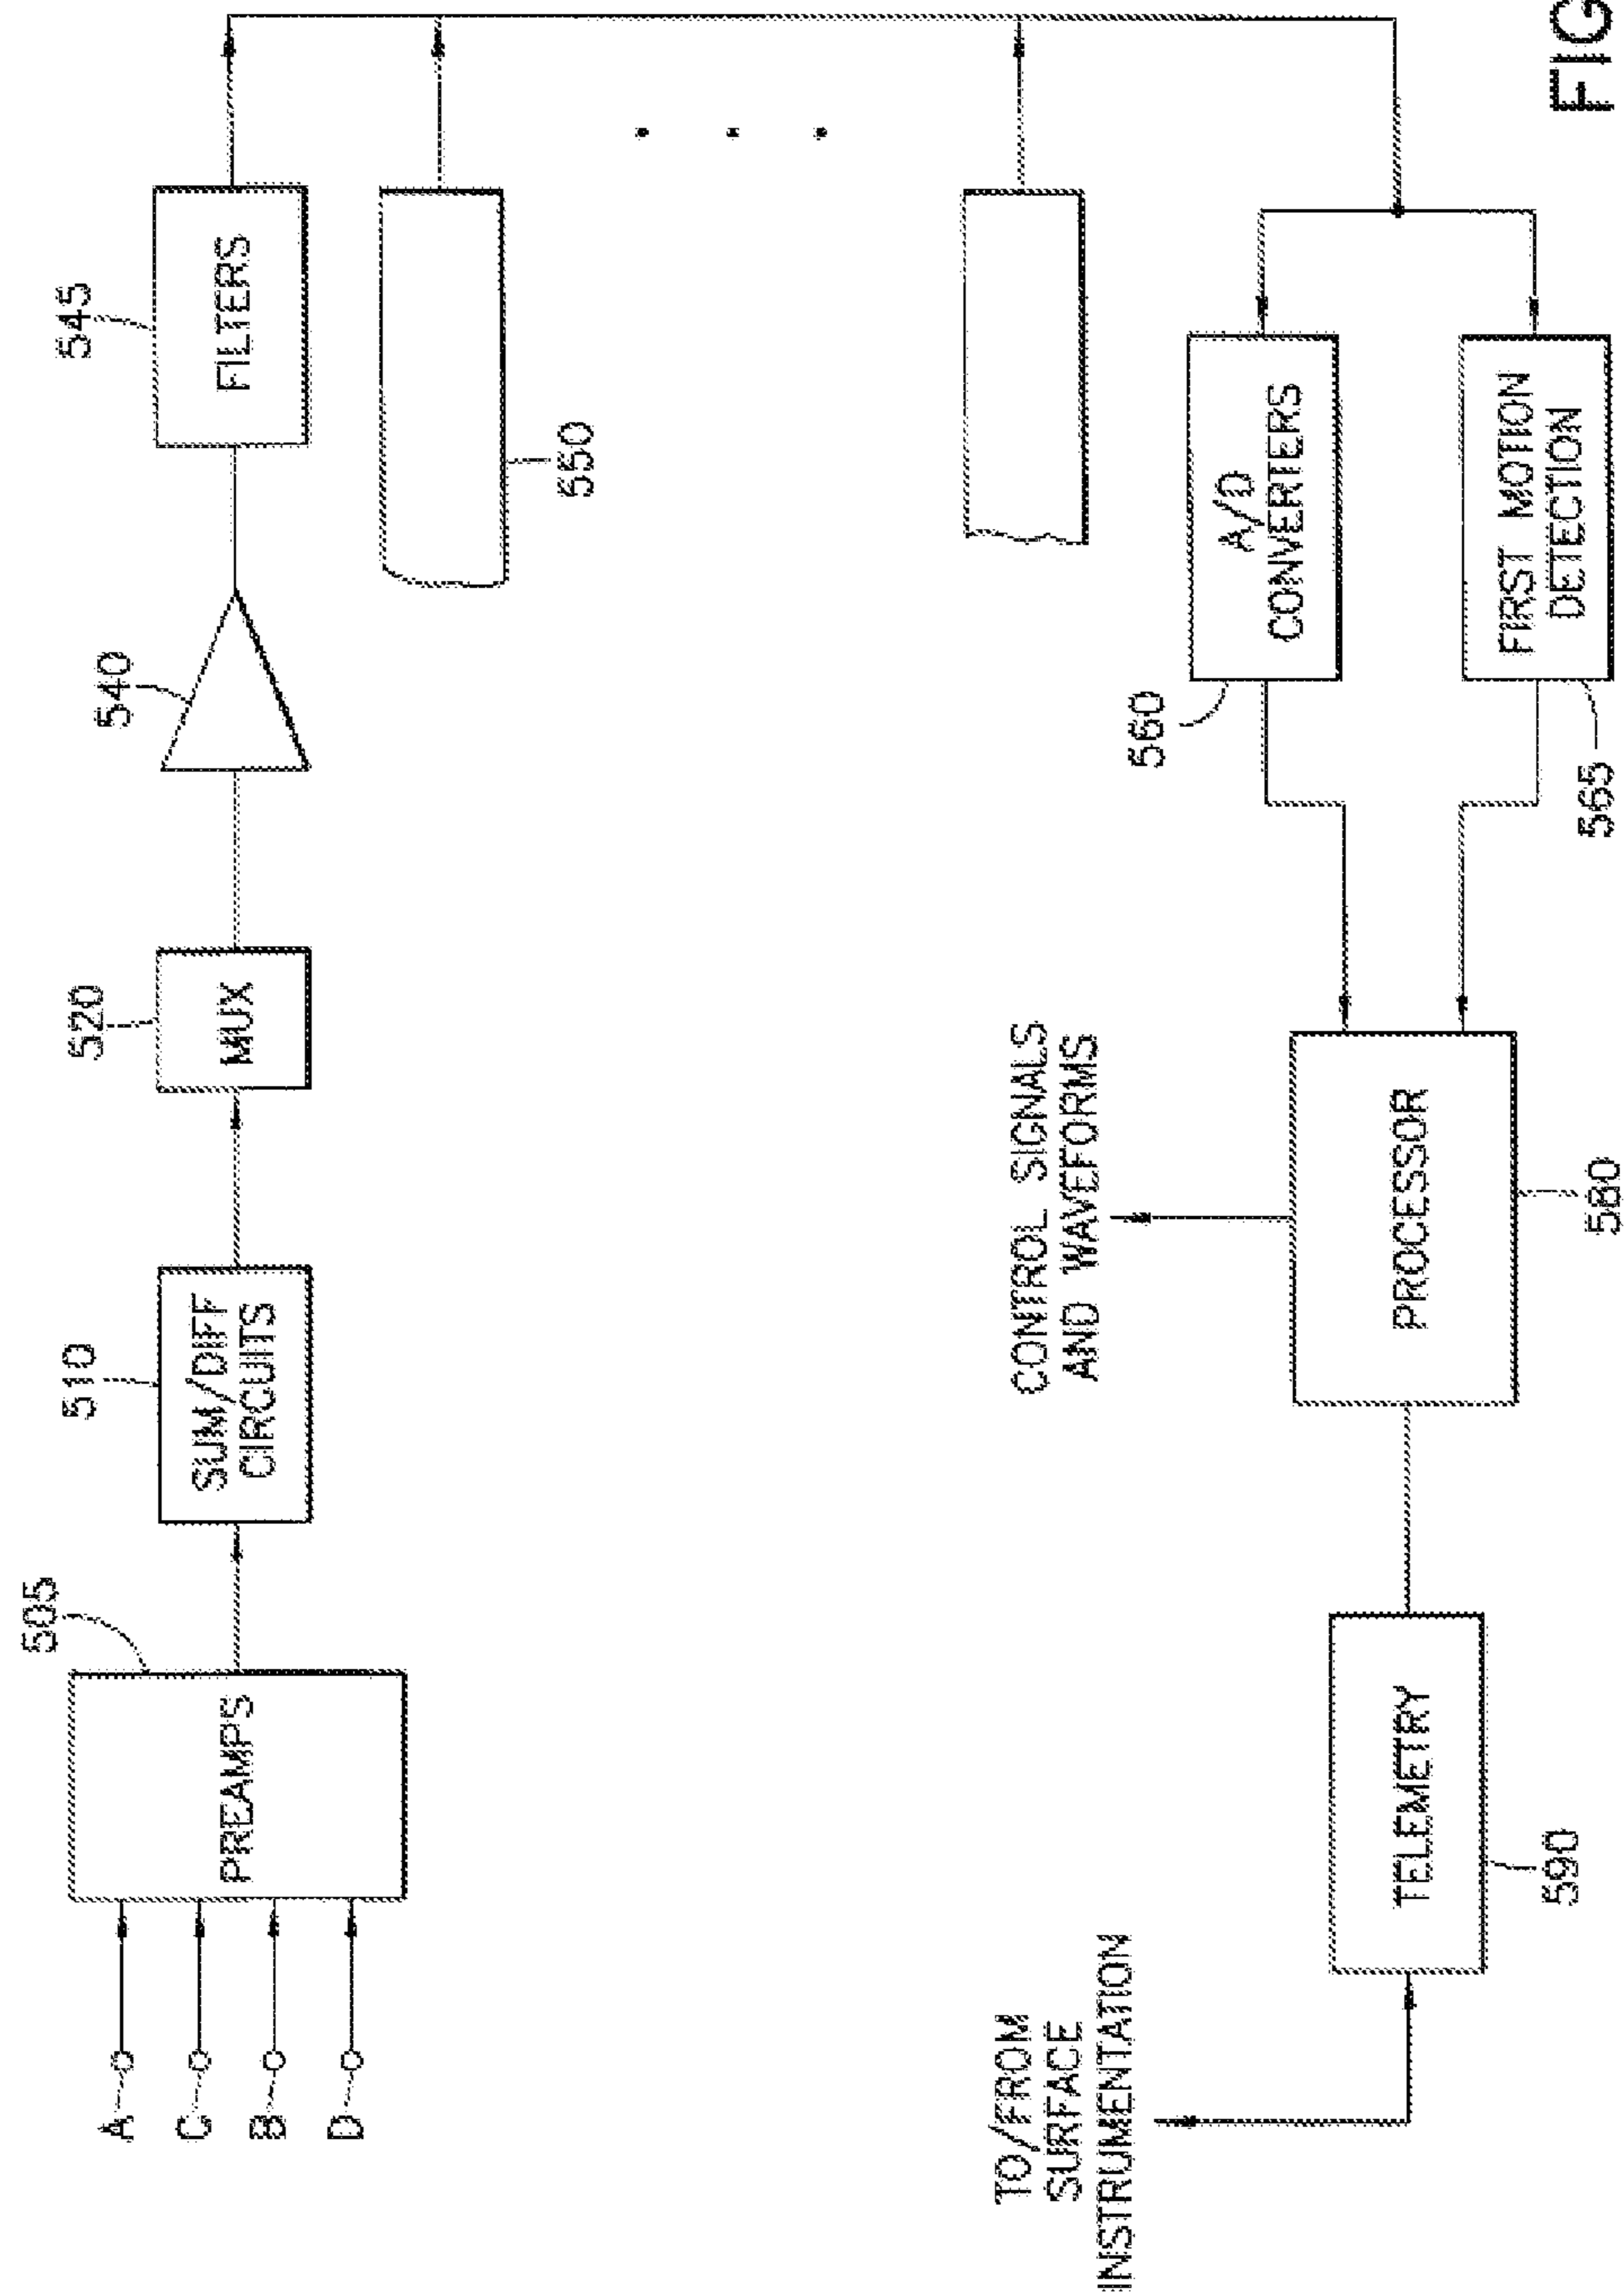 A
C
B
D
PREAMPS
505
SUM/DIFF
CIRCUITS
510
MUX
520
540
FILTERS
545
550
A/D
CONVERTERS
560
FIRST MOTION
DETECTION
565
CONTROL SIGNALS
AND WAVEFORMS
PROCESSOR
580
TELEMETRY
590
TO/FROM
SURFACE
INSTRUMENTATION
FIG